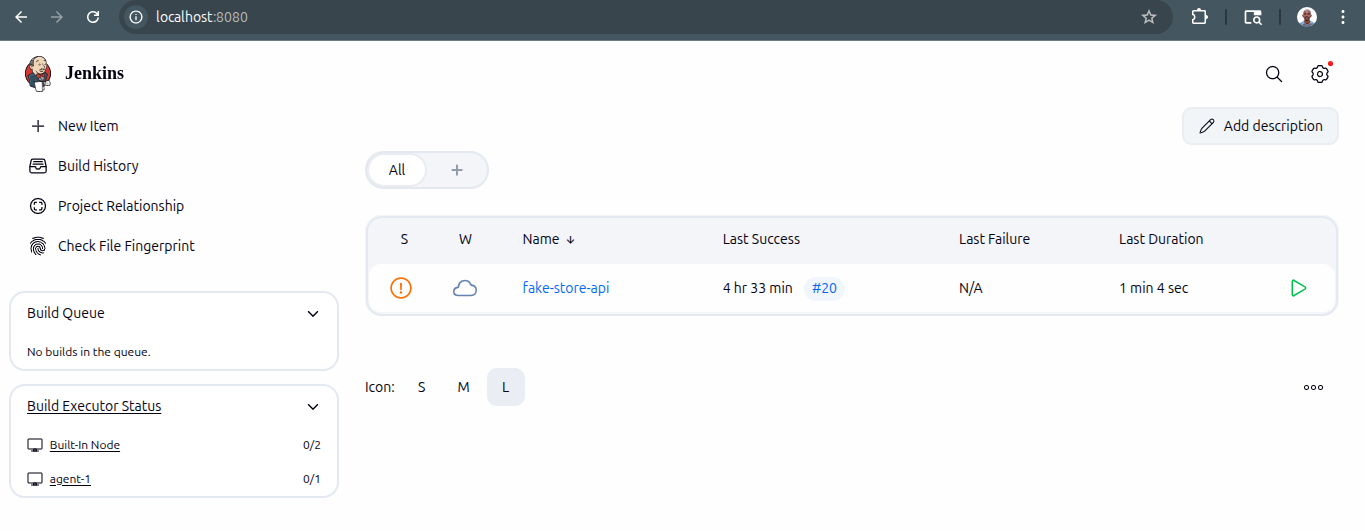 localhost:8080
Jenkins
New Item
Build History
Project Relationship
Check File Fingerprint
Build Queue
No builds in the queue.
Build Executor Status
Built-In Node 0/2
agent-1 0/1
Add description
All +
S W Name ↓ Last Success Last Failure Last Duration
! fake-store-api 4 hr 33 min #20 N/A 1 min 4 sec
Icon: S M L